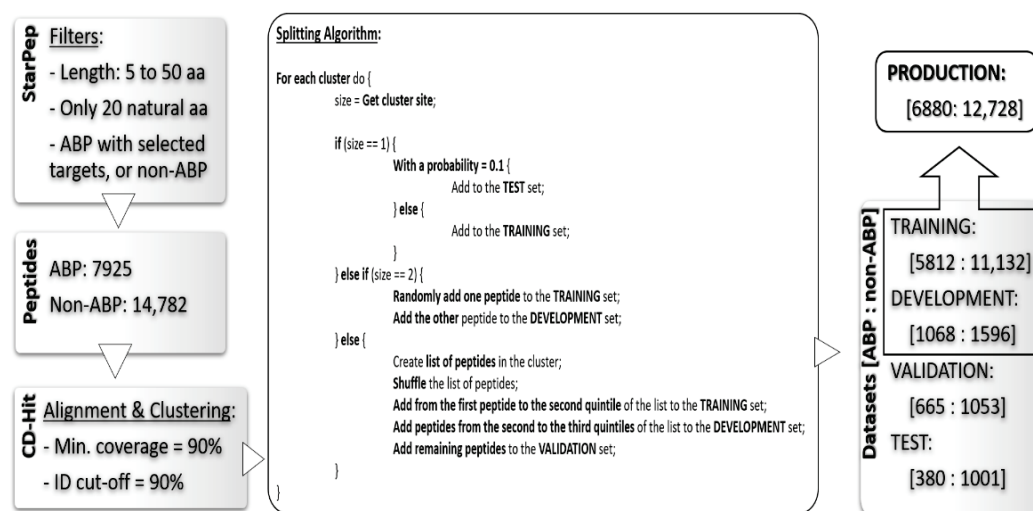 StarPep
Filters:
- Length: 5 to 50 aa
- Only 20 natural aa
- ABP with selected
targets, or non-ABP
Peptides
ABP: 7925
Non-ABP: 14,782
CD-Hit
Alignment & Clustering:
- Min. coverage = 90%
- ID cut-off = 90%
Splitting Algorithm:
For each cluster do {
size = Get cluster site;
if (size == 1) {
With a probability = 0.1 {
Add to the TEST set;
} else {
Add to the TRAINING set;
}
} else if (size == 2) {
Randomly add one peptide to the TRAINING set;
Add the other peptide to the DEVELOPMENT set;
} else {
Create list of peptides in the cluster;
Shuffle the list of peptides;
Add from the first peptide to the second quintile of the list to the TRAINING set;
Add peptides from the second to the third quintiles of the list to the DEVELOPMENT set;
Add remaining peptides to the VALIDATION set;
}
}
PRODUCTION:
[6880: 12,728]
Datasets [ABP : non-ABP]
TRAINING:
[5812 : 11,132]
DEVELOPMENT:
[1068 : 1596]
VALIDATION:
[665 : 1053]
TEST:
[380 : 1001]